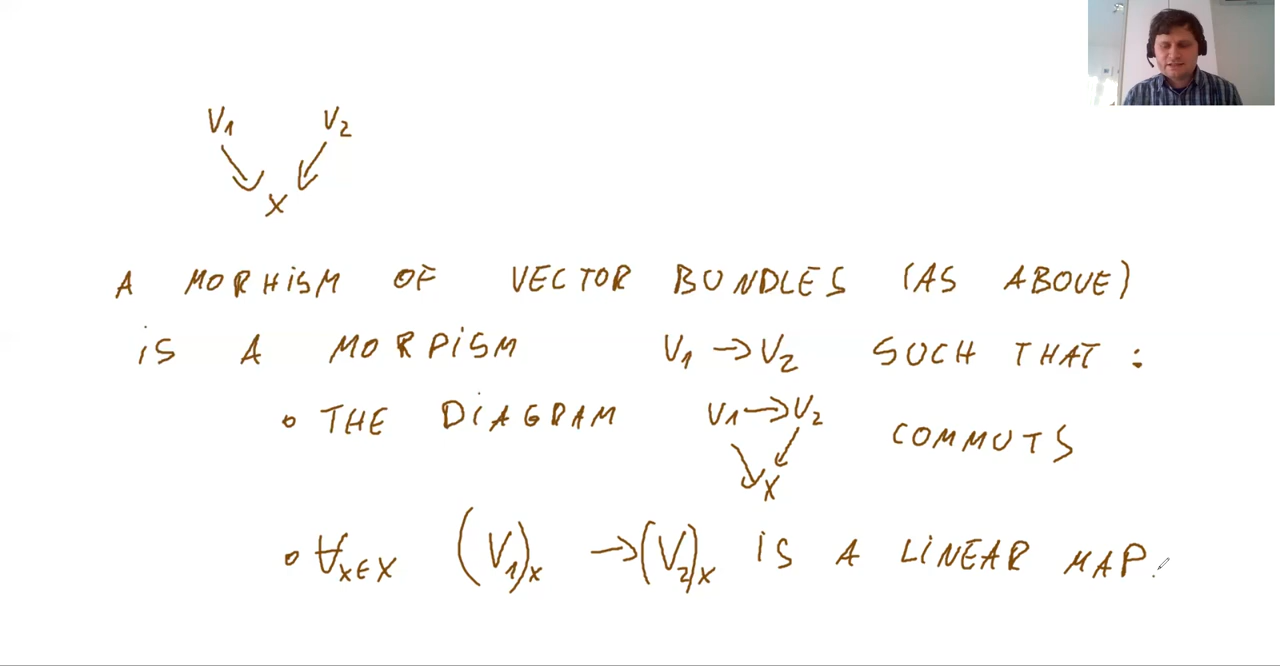 V₁ V₂
↘ ↙
X
A MORHISM OF VECTOR BUNDLES (AS ABOVE)
iS A MORPISM V₁ → V₂ SUCH THAT :
∘ THE DIAGRAM V₁ → V₂ COMMUTS
↘ ↙
X
∘ ∀x∈X (V₁)x → (V₂)x iS A LINEAR MAP.